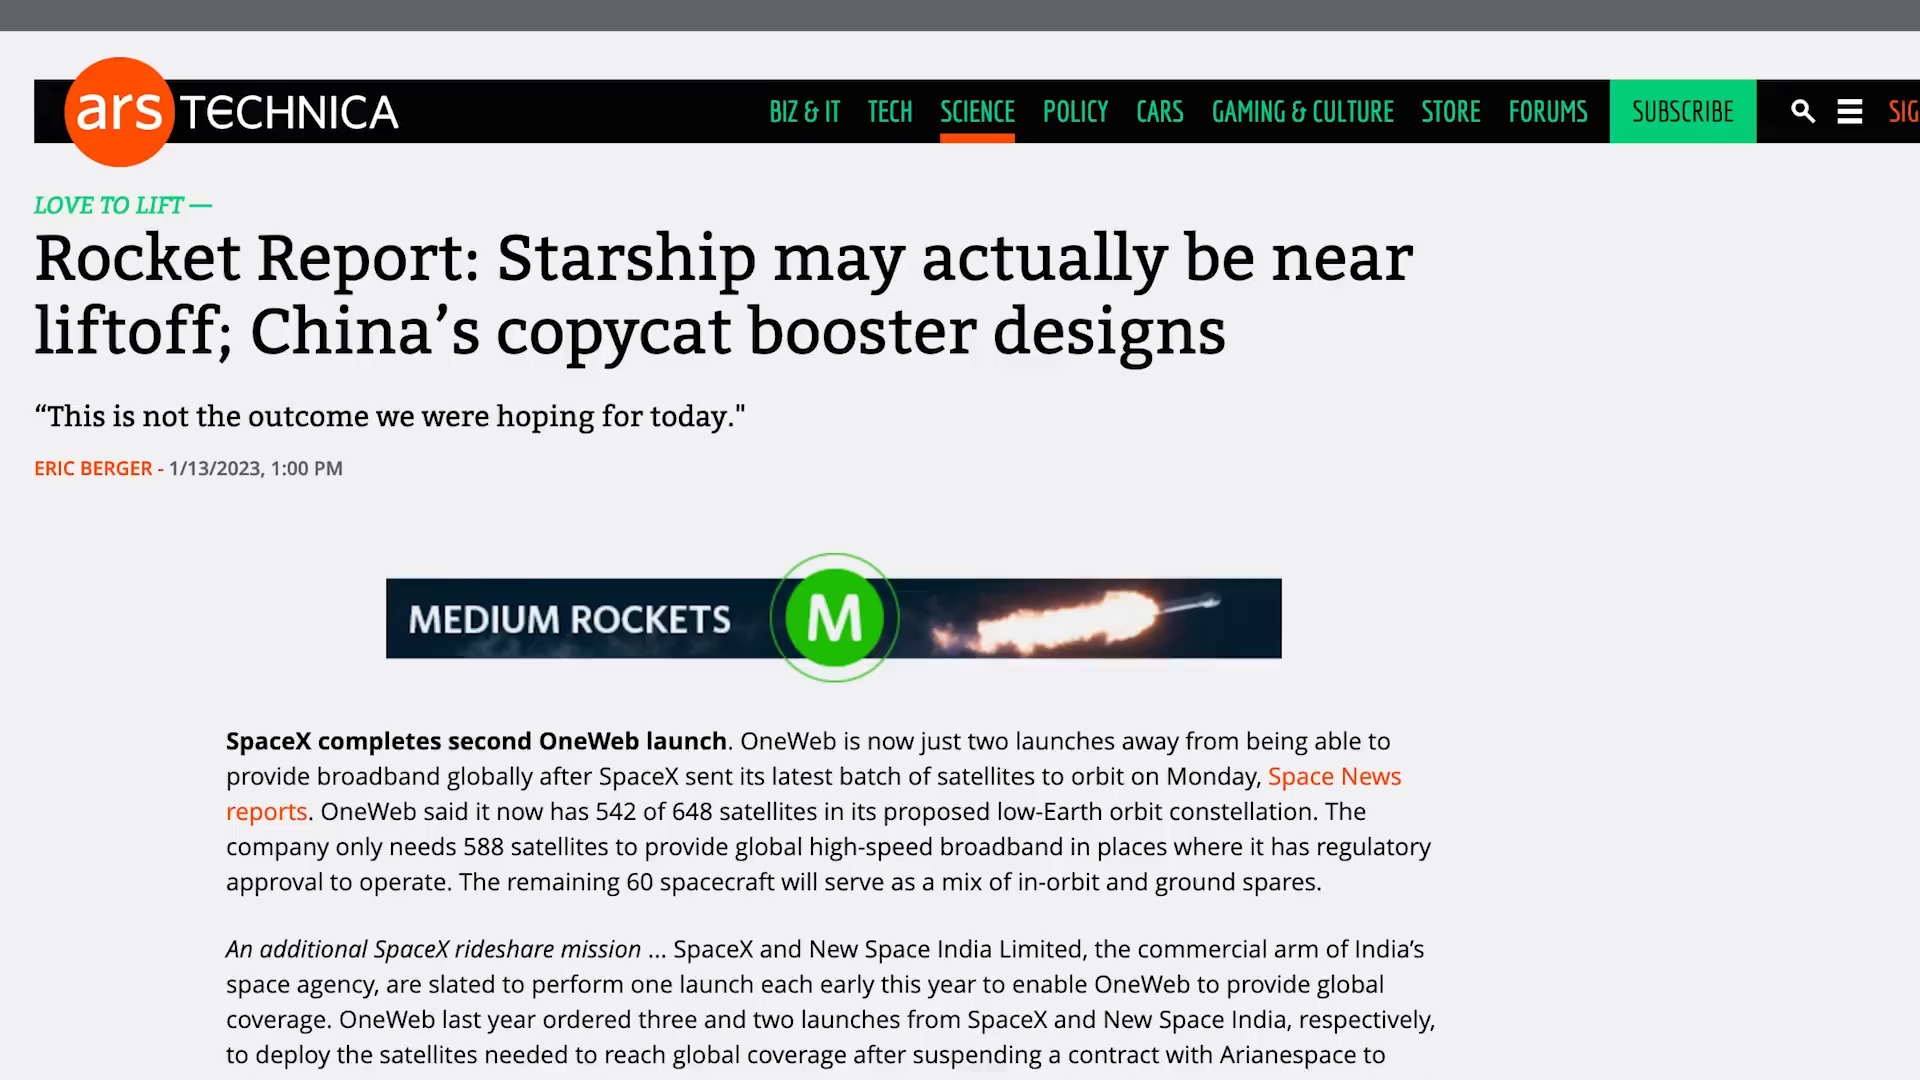 ars TECHNICA
BIZ & IT TECH SCIENCE POLICY CARS GAMING & CULTURE STORE FORUMS SUBSCRIBE SIG
LOVE TO LIFT —
Rocket Report: Starship may actually be near
liftoff; China’s copycat booster designs
“This is not the outcome we were hoping for today."
ERIC BERGER - 1/13/2023, 1:00 PM
MEDIUM ROCKETS M
SpaceX completes second OneWeb launch. OneWeb is now just two launches away from being able to
provide broadband globally after SpaceX sent its latest batch of satellites to orbit on Monday, Space News
reports. OneWeb said it now has 542 of 648 satellites in its proposed low-Earth orbit constellation. The
company only needs 588 satellites to provide global high-speed broadband in places where it has regulatory
approval to operate. The remaining 60 spacecraft will serve as a mix of in-orbit and ground spares.
An additional SpaceX rideshare mission ... SpaceX and New Space India Limited, the commercial arm of India’s
space agency, are slated to perform one launch each early this year to enable OneWeb to provide global
coverage. OneWeb last year ordered three and two launches from SpaceX and New Space India, respectively,
to deploy the satellites needed to reach global coverage after suspending a contract with Arianespace to